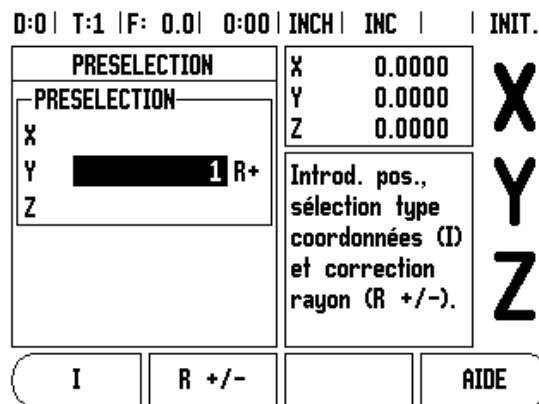 D:0 | T:1 | F: 0.0 | 0:00 | INCH | INC | | INIT.
PRESELECTION
PRESELECTION
X
Y 1 R+
Z
X 0.0000
Y 0.0000
Z 0.0000
Introd. pos.,
sélection type
coordonnées (I)
et correction
rayon (R +/-).
X
Y
Z
I R +/- AIDE